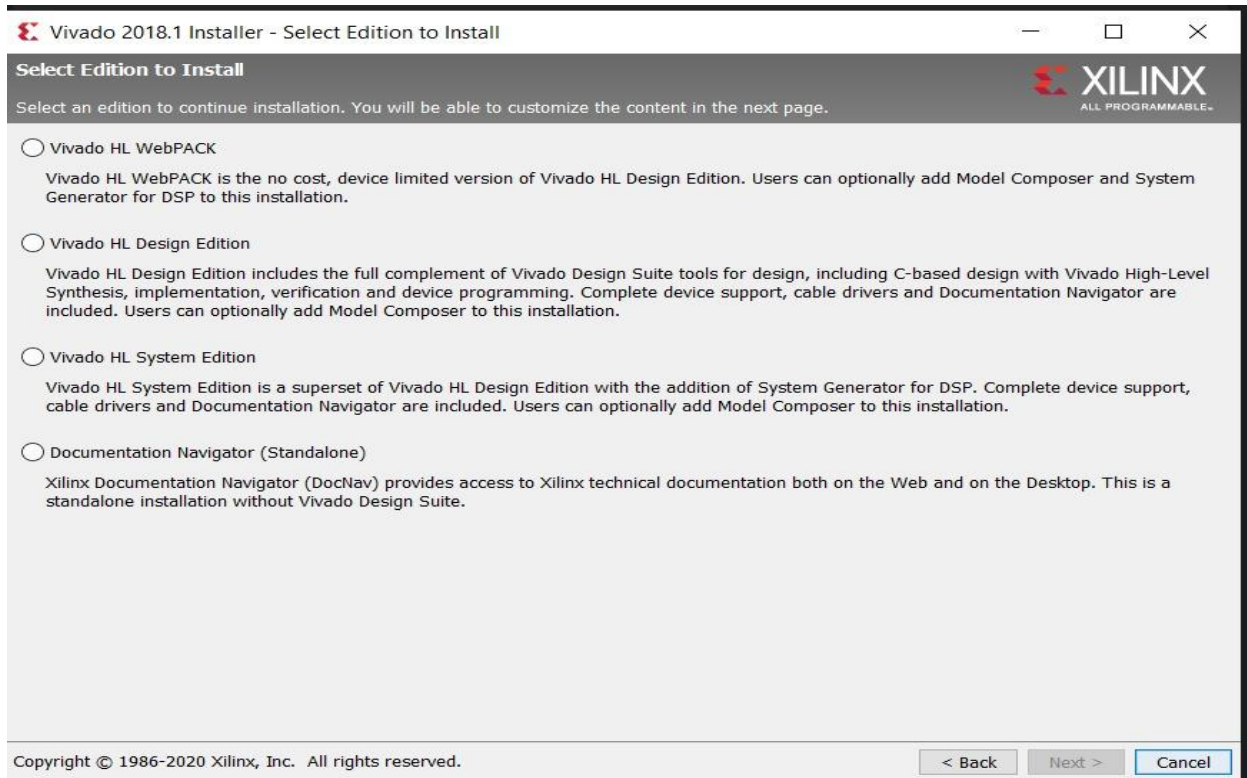 Vivado 2018.1 Installer - Select Edition to Install
Select Edition to Install
Select an edition to continue installation. You will be able to customize the content in the next page.
XILINX
ALL PROGRAMMABLE™
Vivado HL WebPACK
Vivado HL WebPACK is the no cost, device limited version of Vivado HL Design Edition. Users can optionally add Model Composer and System
Generator for DSP to this installation.
Vivado HL Design Edition
Vivado HL Design Edition includes the full complement of Vivado Design Suite tools for design, including C-based design with Vivado High-Level
Synthesis, implementation, verification and device programming. Complete device support, cable drivers and Documentation Navigator are
included. Users can optionally add Model Composer to this installation.
Vivado HL System Edition
Vivado HL System Edition is a superset of Vivado HL Design Edition with the addition of System Generator for DSP. Complete device support,
cable drivers and Documentation Navigator are included. Users can optionally add Model Composer to this installation.
Documentation Navigator (Standalone)
Xilinx Documentation Navigator (DocNav) provides access to Xilinx technical documentation both on the Web and on the Desktop. This is a
standalone installation without Vivado Design Suite.
Copyright © 1986-2020 Xilinx, Inc. All rights reserved.
< Back
Next >
Cancel